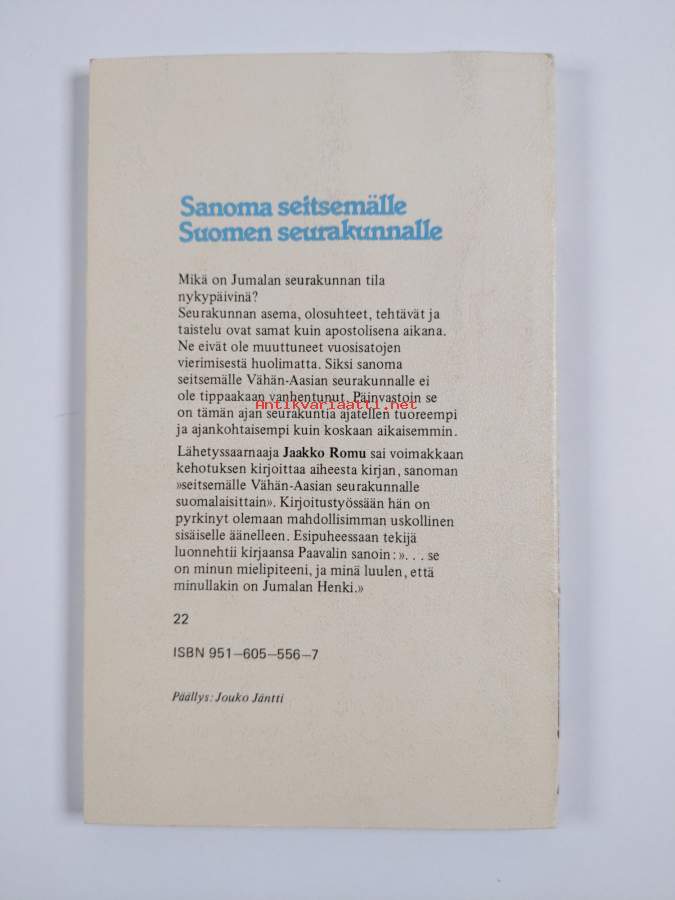 Sanoma seitsemälle
Suomen seurakunnalle
Mikä on Jumalan seurakunnan tila
nykypäivinä?
Seurakunnan asema, olosuhteet, tehtävät ja
taistelu ovat samat kuin apostolisena aikana.
Ne eivät ole muuttuneet vuosisatojen
vierimisestä huolimatta. Siksi sanoma
seitsemälle Vähän-Aasian seurakunnalle ei
ole tippaakaan vanhentunut. Päinvastoin se
Antikvariaatti.net
on tämän ajan seurakuntia ajatellen tuoreempi
ja ajankohtaisempi kuin koskaan aikaisemmin.
Lähetyssaarnaaja Jaakko Romu sai voimakkaan
kehotuksen kirjoittaa aiheesta kirjan, sanoman
»seitsemälle Vähän-Aasian seurakunnalle
suomalaisittain». Kirjoitustyössään hän on
pyrkinyt olemaan mahdollisimman uskollinen
sisäiselle äänelleen. Esipuheessaan tekijä
luonnehtii kirjaansa Paavalin sanoin: ». . . se
on minun mielipiteeni, ja minä luulen, että
minullakin on Jumalan Henki.»
22
ISBN 951–605–556–7
Päällys: Jouko Jäntti